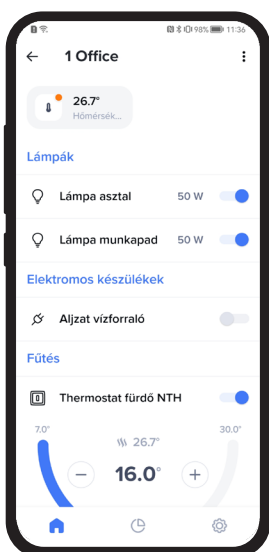 98% 11:36
1 Office
26.7°
Hőmérsék...
Lámpák
Lámpa asztal 50 W
Lámpa munkapad 50 W
Elektromos készülékek
Aljzat vízforraló
Fűtés
Thermostat fürdő NTH
7.0° 30.0°
26.7°
16.0°